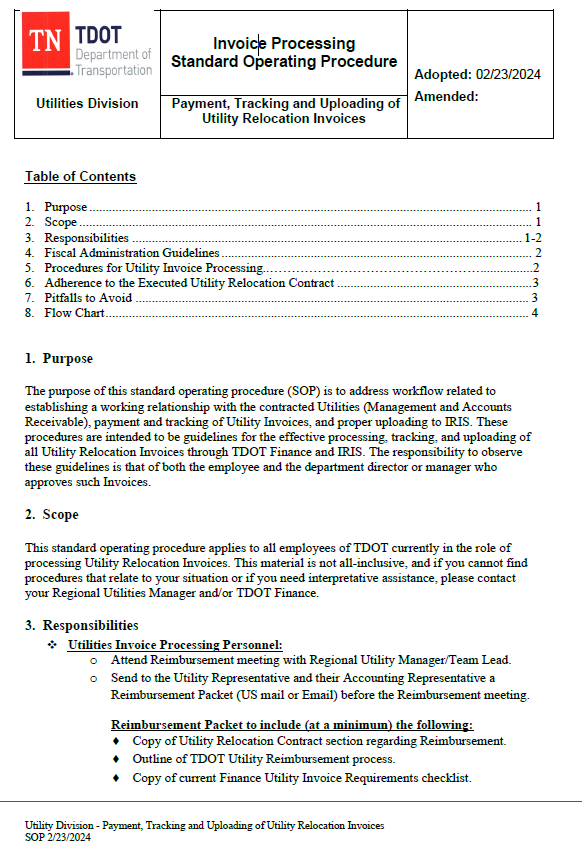 TN TDOT
Department of
Transportation
Utilities Division
Invoice Processing
Standard Operating Procedure
Payment, Tracking and Uploading of
Utility Relocation Invoices
Adopted: 02/23/2024
Amended:
Table of Contents
1. Purpose ........ 1
2. Scope ........ 1
3. Responsibilities ........ 1-2
4. Fiscal Administration Guidelines ........ 2
5. Procedures for Utility Invoice Processing ........ 2
6. Adherence to the Executed Utility Relocation Contract ........ 3
7. Pitfalls to Avoid ........ 3
8. Flow Chart ........ 4
1. Purpose
The purpose of this standard operating procedure (SOP) is to address workflow related to
establishing a working relationship with the contracted Utilities (Management and Accounts
Receivable), payment and tracking of Utility Invoices, and proper uploading to IRIS. These
procedures are intended to be guidelines for the effective processing, tracking, and uploading of
all Utility Relocation Invoices through TDOT Finance and IRIS. The responsibility to observe
these guidelines is that of both the employee and the department director or manager who
approves such Invoices.
2. Scope
This standard operating procedure applies to all employees of TDOT currently in the role of
processing Utility Relocation Invoices. This material is not all-inclusive, and if you cannot find
procedures that relate to your situation or if you need interpretative assistance, please contact
your Regional Utilities Manager and/or TDOT Finance.
3. Responsibilities
❖ Utilities Invoice Processing Personnel:
o Attend Reimbursement meeting with Regional Utility Manager/Team Lead.
o Send to the Utility Representative and their Accounting Representative a
Reimbursement Packet (US mail or Email) before the Reimbursement meeting.
Reimbursement Packet to include (at a minimum) the following:
♦ Copy of Utility Relocation Contract section regarding Reimbursement.
♦ Outline of TDOT Utility Reimbursement process.
♦ Copy of current Finance Utility Invoice Requirements checklist.
Utility Division - Payment, Tracking and Uploading of Utility Relocation Invoices
SOP 2/23/2024